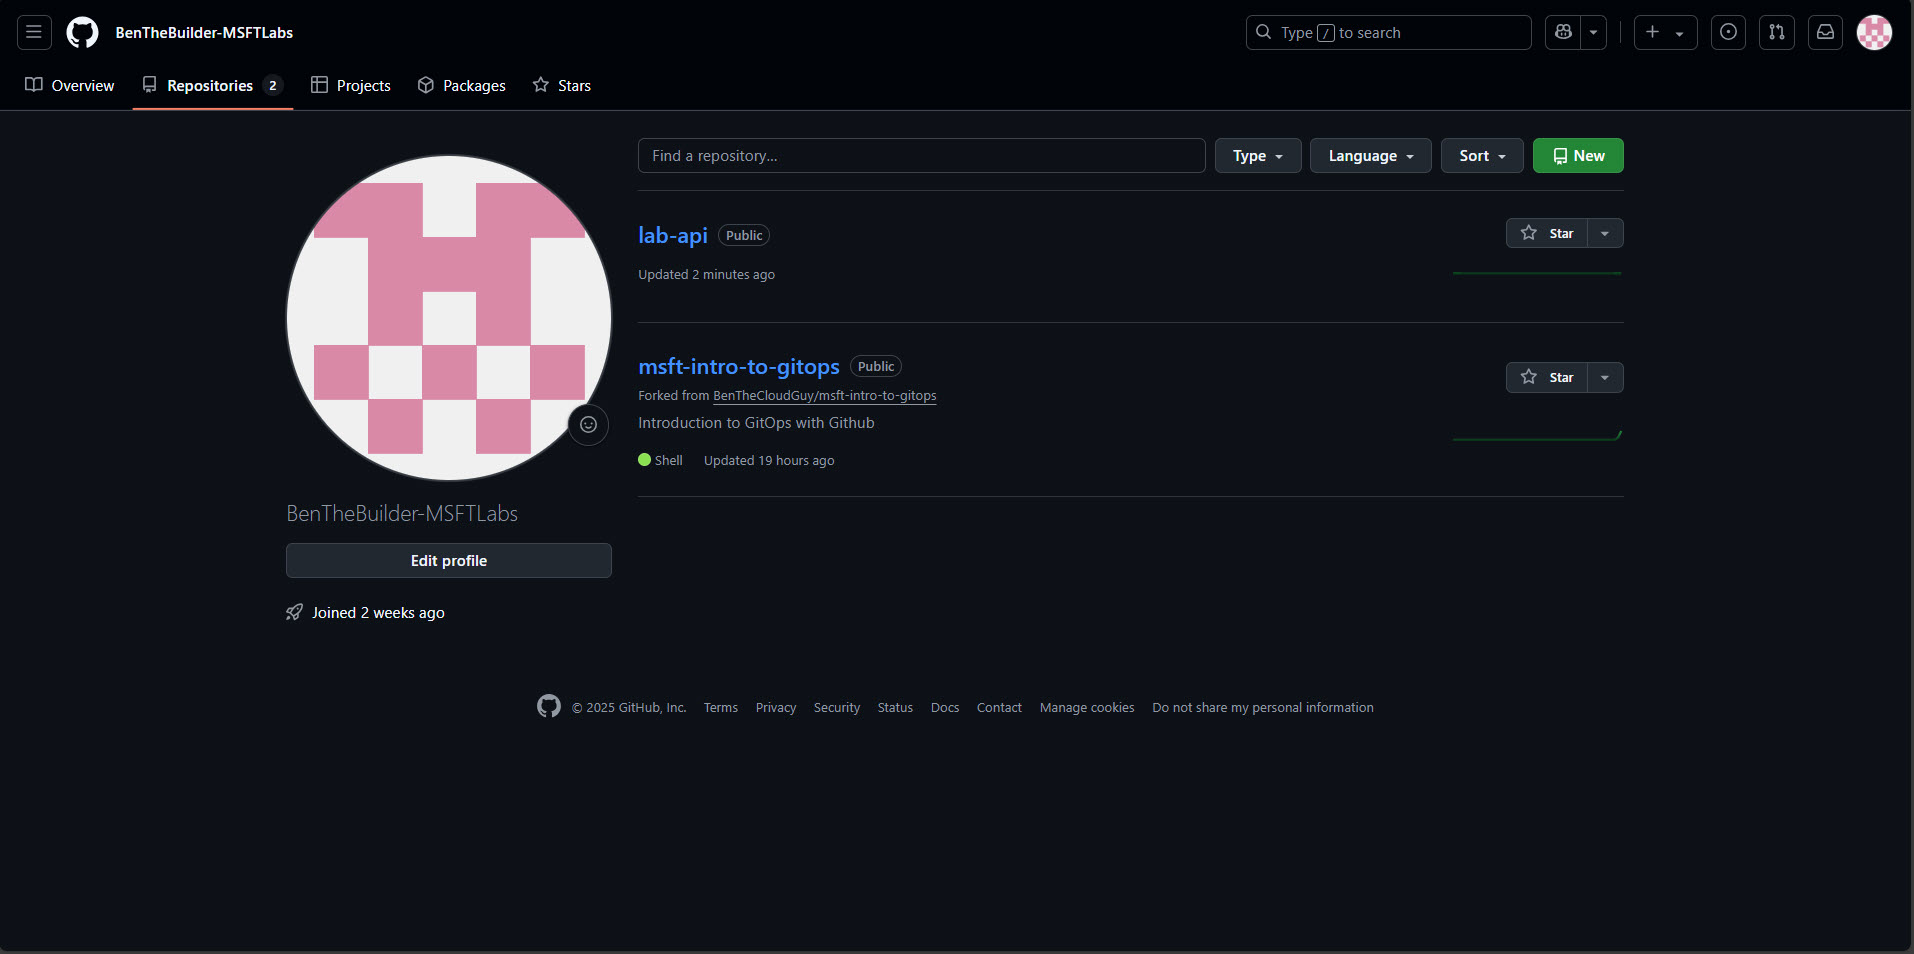 BenTheBuilder-MSFTLabs
Type / to search
Overview
Repositories 2
Projects
Packages
Stars
Find a repository...
Type
Language
Sort
New
lab-api Public
Star
Updated 2 minutes ago
msft-intro-to-gitops Public
Star
Forked from BenTheCloudGuy/msft-intro-to-gitops
Introduction to GitOps with Github
Shell Updated 19 hours ago
BenTheBuilder-MSFTLabs
Edit profile
Joined 2 weeks ago
© 2025 GitHub, Inc. Terms Privacy Security Status Docs Contact Manage cookies Do not share my personal information